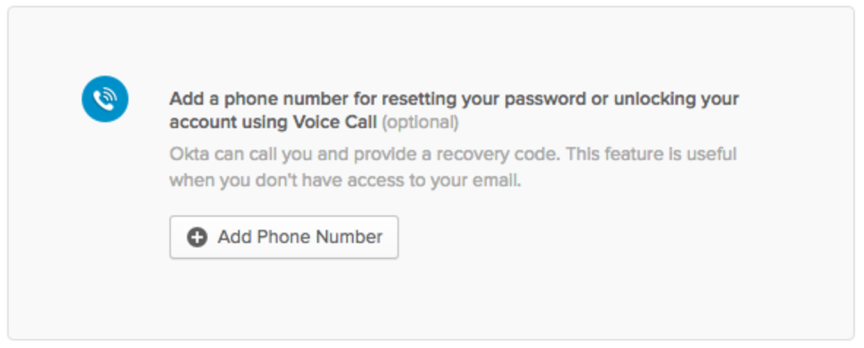 Add a phone number for resetting your password or unlocking your
account using Voice Call (optional)
Okta can call you and provide a recovery code. This feature is useful
when you don't have access to your email.
Add Phone Number